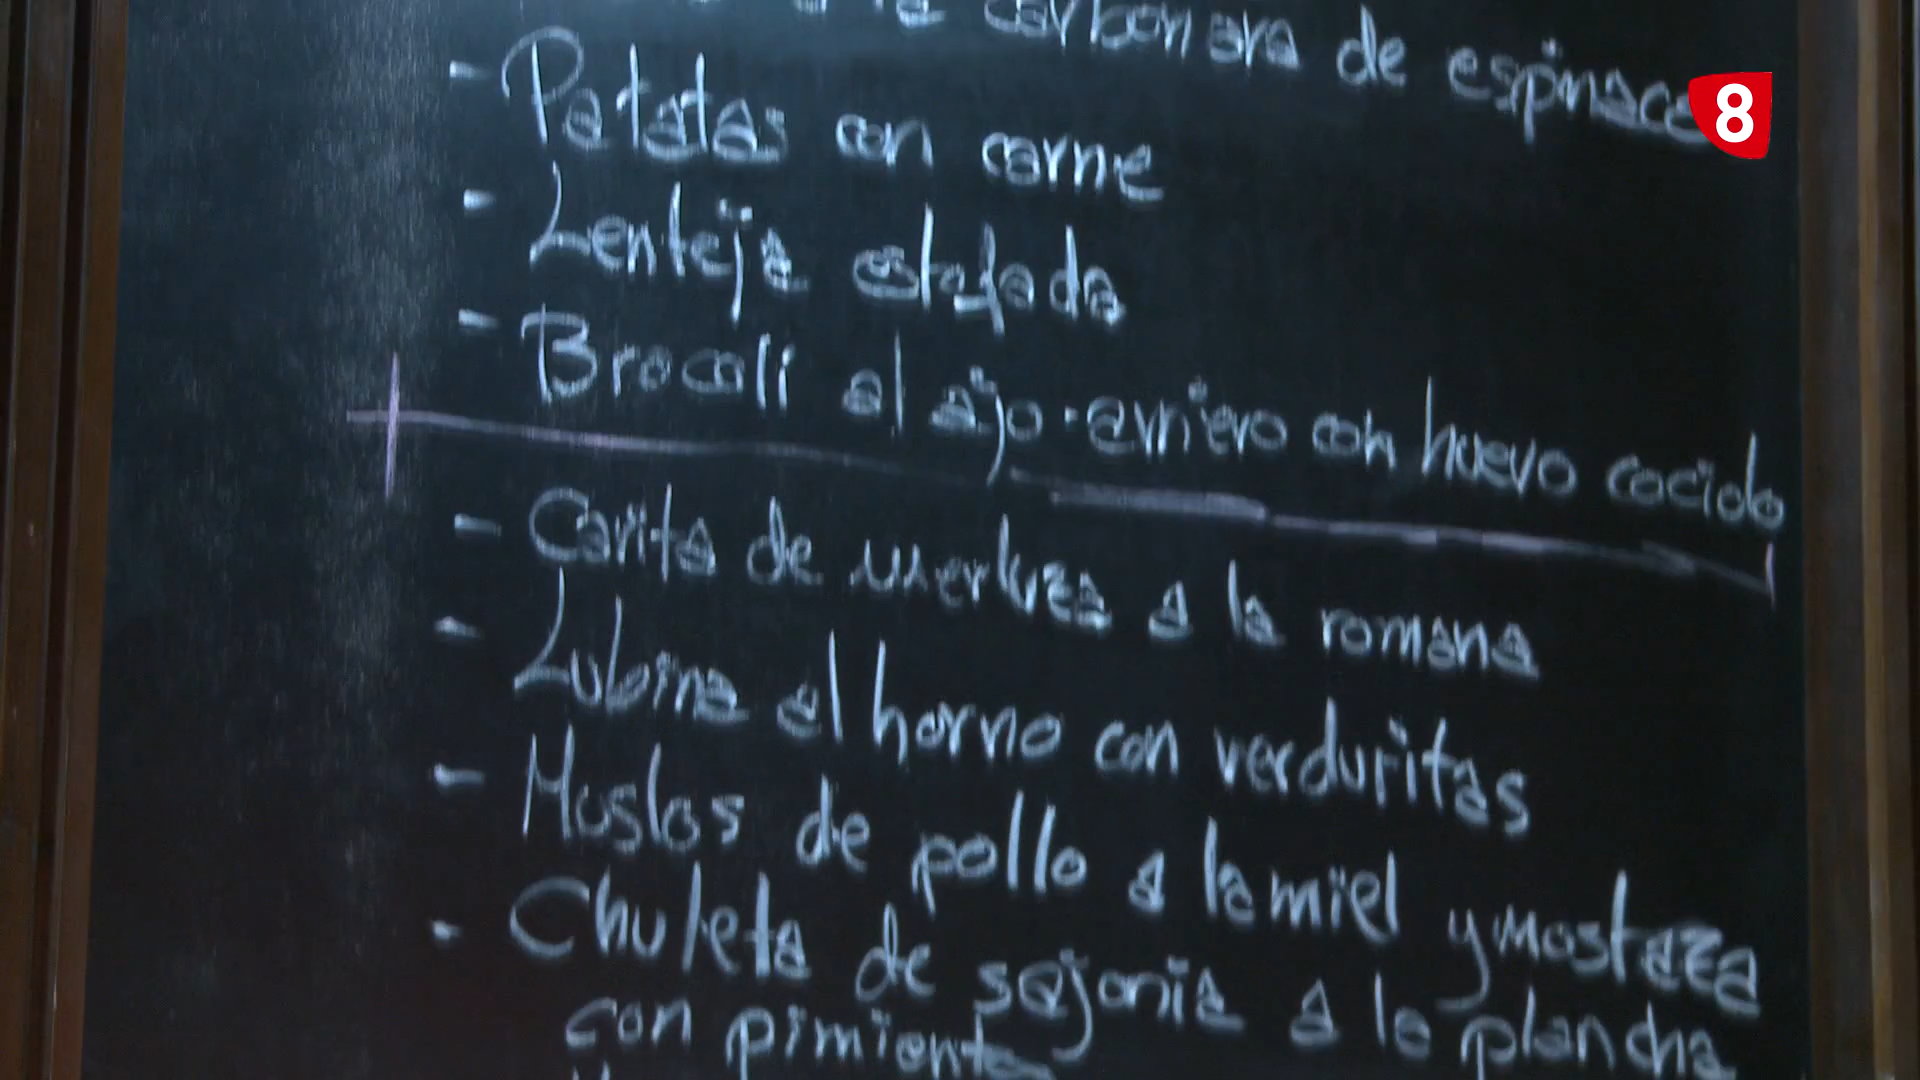 a la carbonara de espinacas
8
- Patatas con carne
- Lenteja estofada
- Brocoli al ajo-arriero con huevo cocido
- Carita de merluza a la romana
- Lubina al horno con verduritas
- Muslos de pollo a la miel y mostaza
- Chuleta de sajonia a la plancha
con pimiento